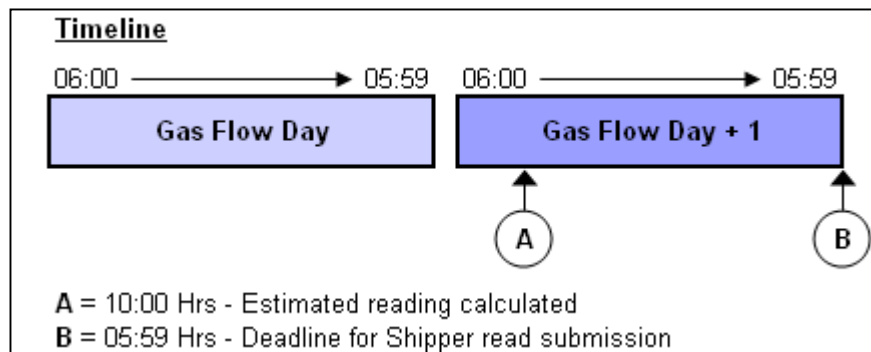 Timeline
06:00 05:59 06:00 05:59
Gas Flow Day Gas Flow Day + 1
A B
A = 10:00 Hrs - Estimated reading calculated
B = 05:59 Hrs - Deadline for Shipper read submission